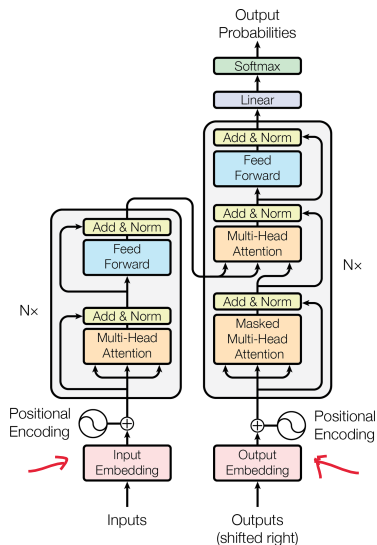 Output
Probabilities
Softmax
Linear
Add & Norm
Feed
Forward
Add & Norm
Multi-Head
Attention
Add & Norm
Masked
Multi-Head
Attention
N×
Add & Norm
Feed
Forward
Add & Norm
Multi-Head
Attention
N×
Positional
Encoding
Positional
Encoding
Input
Embedding
Output
Embedding
Inputs
Outputs
(shifted right)